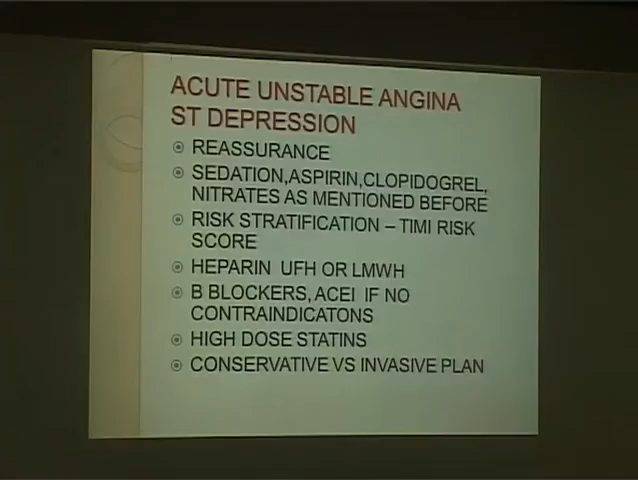 ACUTE UNSTABLE ANGINA
ST DEPRESSION
REASSURANCE
SEDATION,ASPIRIN,CLOPIDOGREL,
NITRATES AS MENTIONED BEFORE
RISK STRATIFICATION – TIMI RISK
SCORE
HEPARIN UFH OR LMWH
B BLOCKERS, ACEI IF NO
CONTRAINDICATONS
HIGH DOSE STATINS
CONSERVATIVE VS INVASIVE PLAN